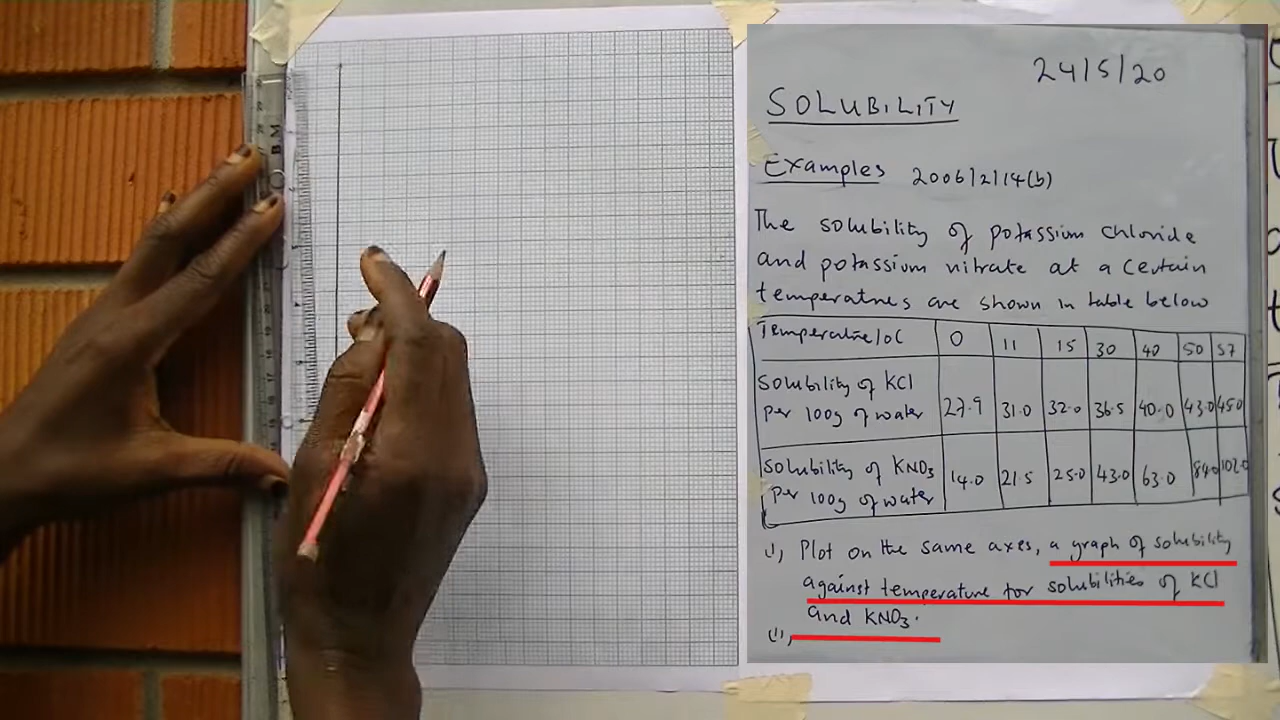 24/5/20
SOLUBILITY
Examples 2006/2/14(b)
The solubility of potassium chloride
and potassium nitrate at a certain
temperatures are shown in table below
Temperature/oC 0 11 15 30 40 50 57
Solubility of KCl
per 100g of water 27.9 31.0 32.0 36.5 40.0 43.0 45.0
Solubility of KNO3
per 100g of water 14.0 21.5 25.0 43.0 63.0 84.0 102.0
(i), Plot on the same axes, a graph of solubility
against temperature for solubilities of KCl
and KNO3.
(ii),